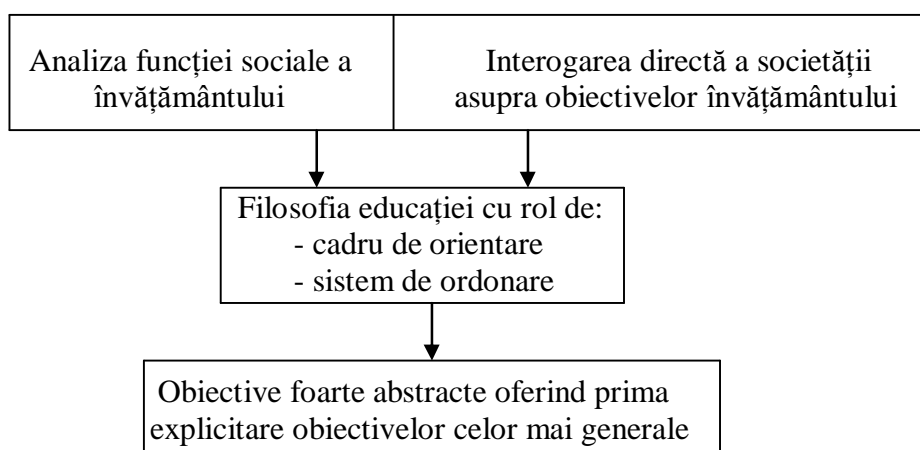 Analiza funcției sociale a
învățământului
Interogarea directă a societății
asupra obiectivelor învățământului
Filosofia educației cu rol de:
- cadru de orientare
- sistem de ordonare
Obiective foarte abstracte oferind prima
explicitare obiectivelor celor mai generale